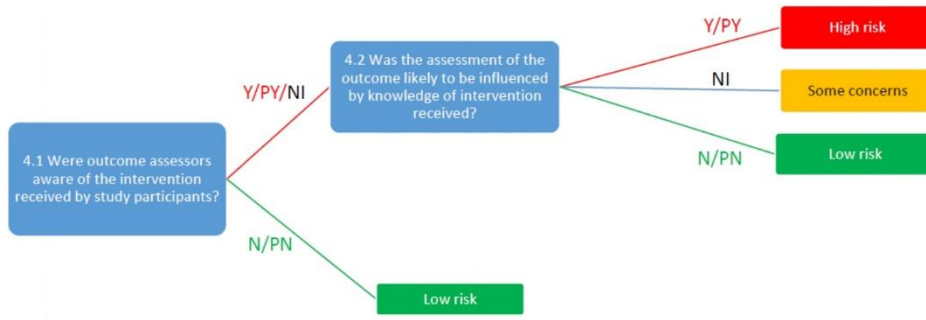 4.1 Were outcome assessors
aware of the intervention
received by study participants?
Y/PY/NI
N/PN
Low risk
4.2 Was the assessment of the
outcome likely to be influenced
by knowledge of intervention
received?
Y/PY
High risk
NI
Some concerns
N/PN
Low risk